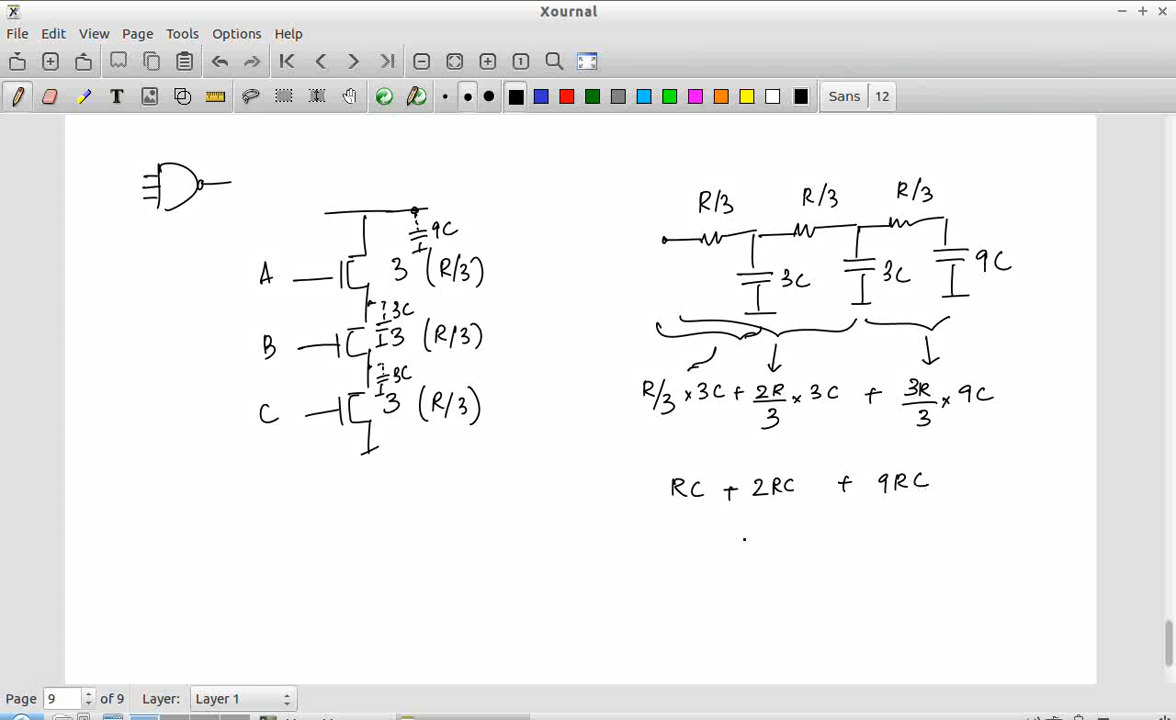 Xournal
File Edit View Page Tools Options Help
Sans 12
9C
A 3 (R/3)
3C
B 3 (R/3)
3C
C 3 (R/3)
R/3 R/3 R/3
3C 3C 9C
R/3 × 3C + 2R/3 × 3C + 3R/3 × 9C
RC + 2RC + 9RC
Page 9 of 9 Layer: Layer 1